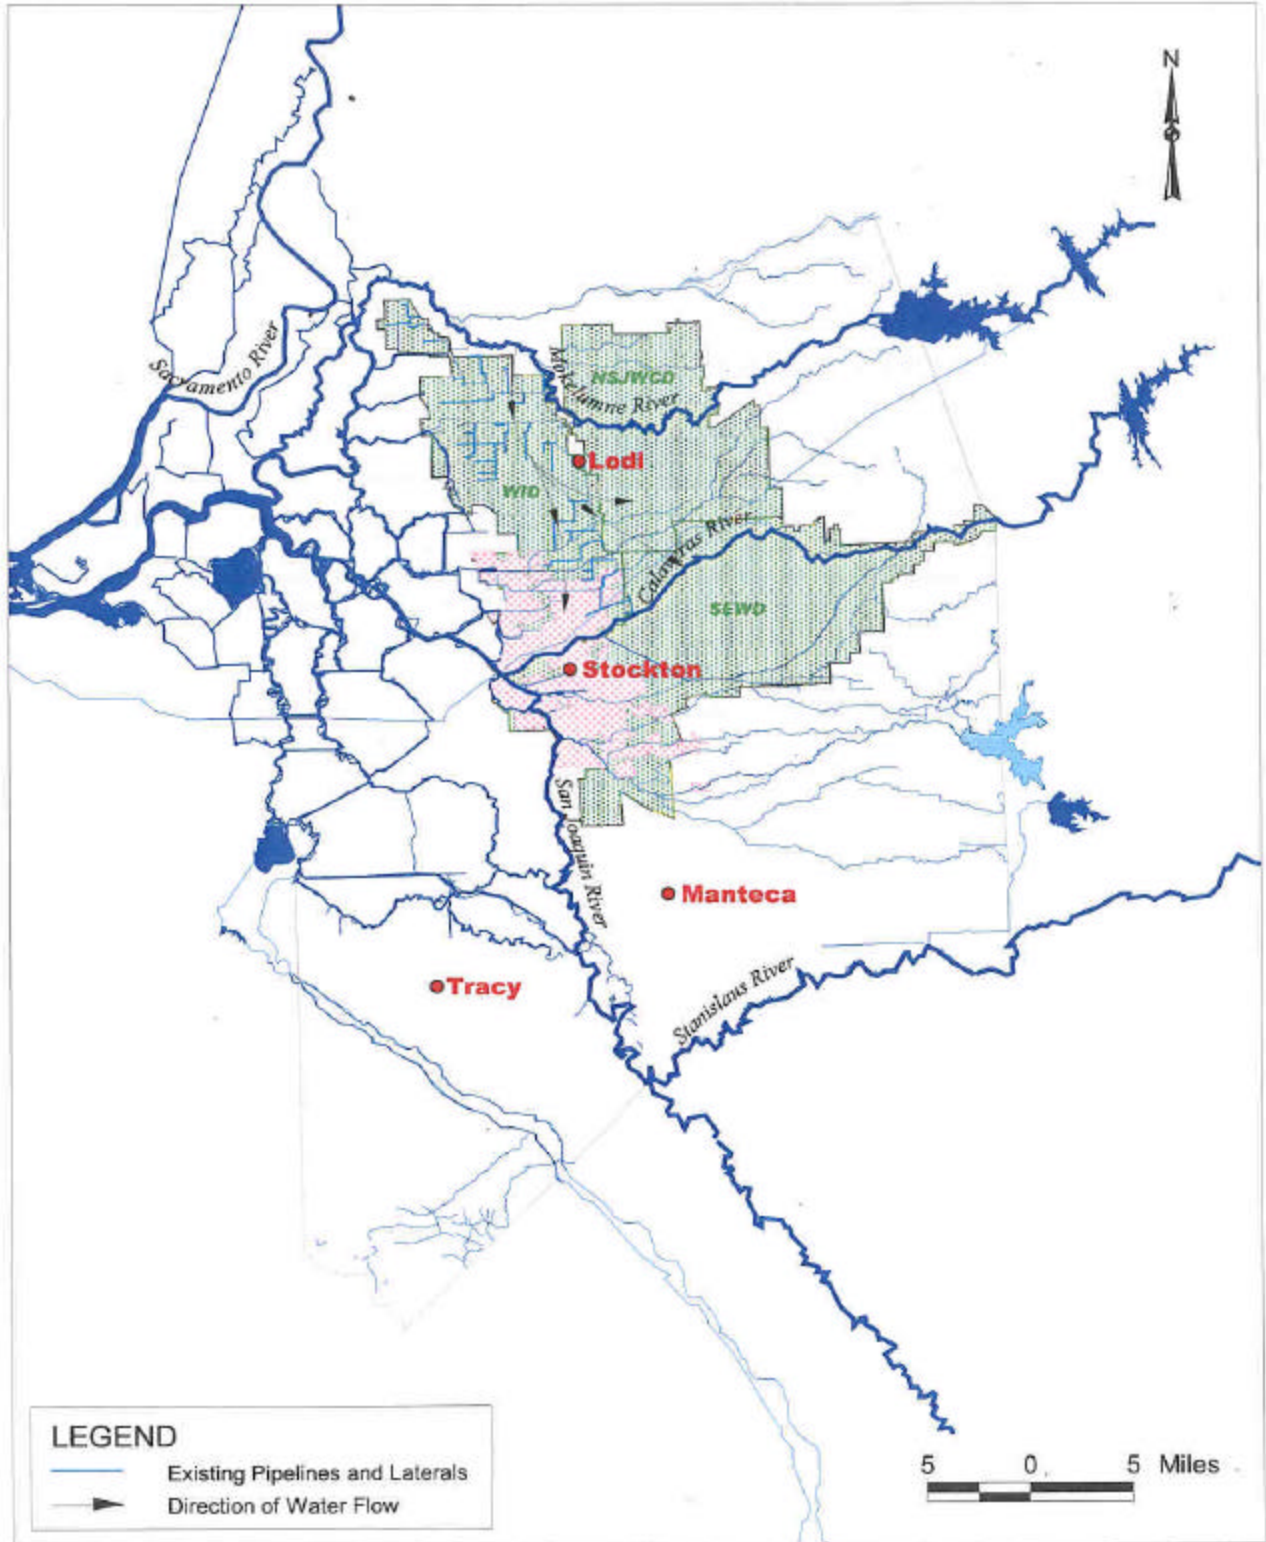 N
Sacramento River
Mokelumne River
NSJWCD
Lodi
WID
Calaveras River
SEWD
Stockton
San Joaquin River
Manteca
Tracy
Stanislaus River
LEGEND
Existing Pipelines and Laterals
Direction of Water Flow
5 0 5 Miles